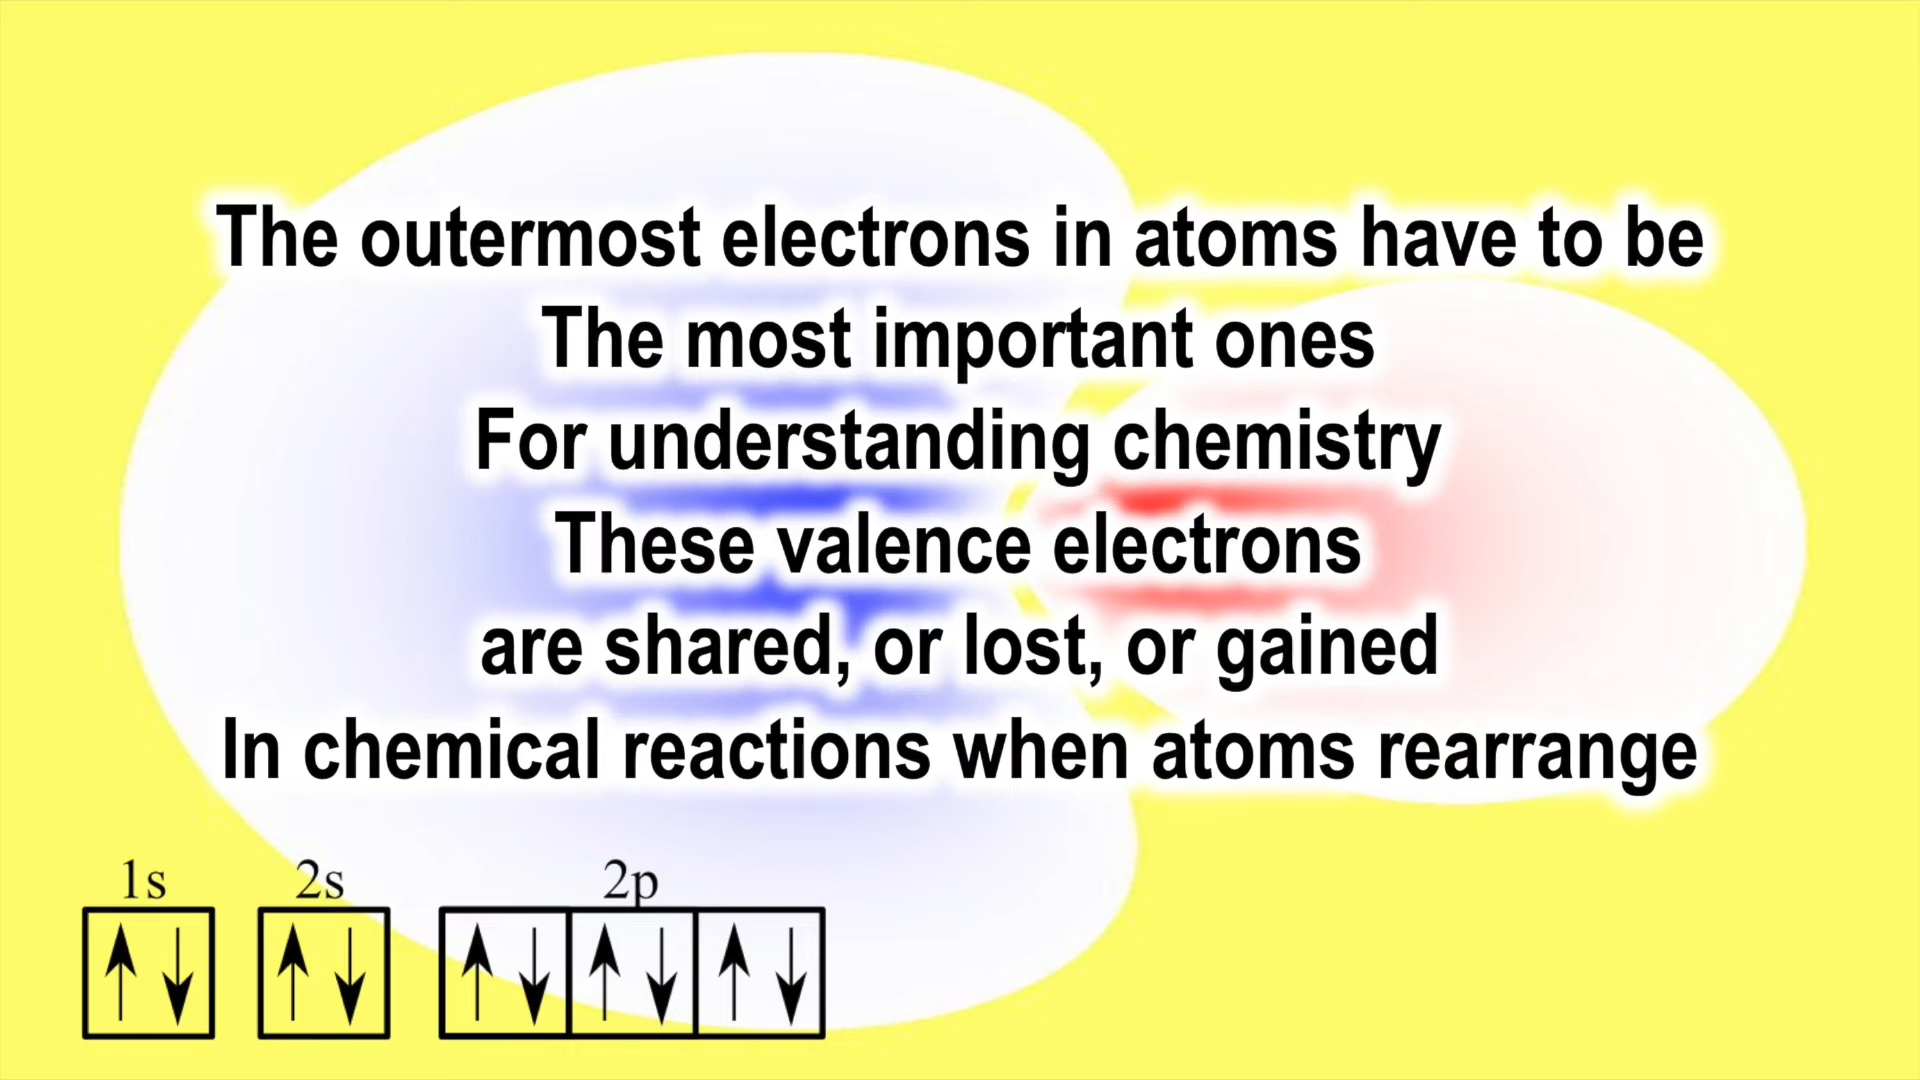 The outermost electrons in atoms have to be
The most important ones
For understanding chemistry
These valence electrons
are shared, or lost, or gained
In chemical reactions when atoms rearrange
1s 2s 2p